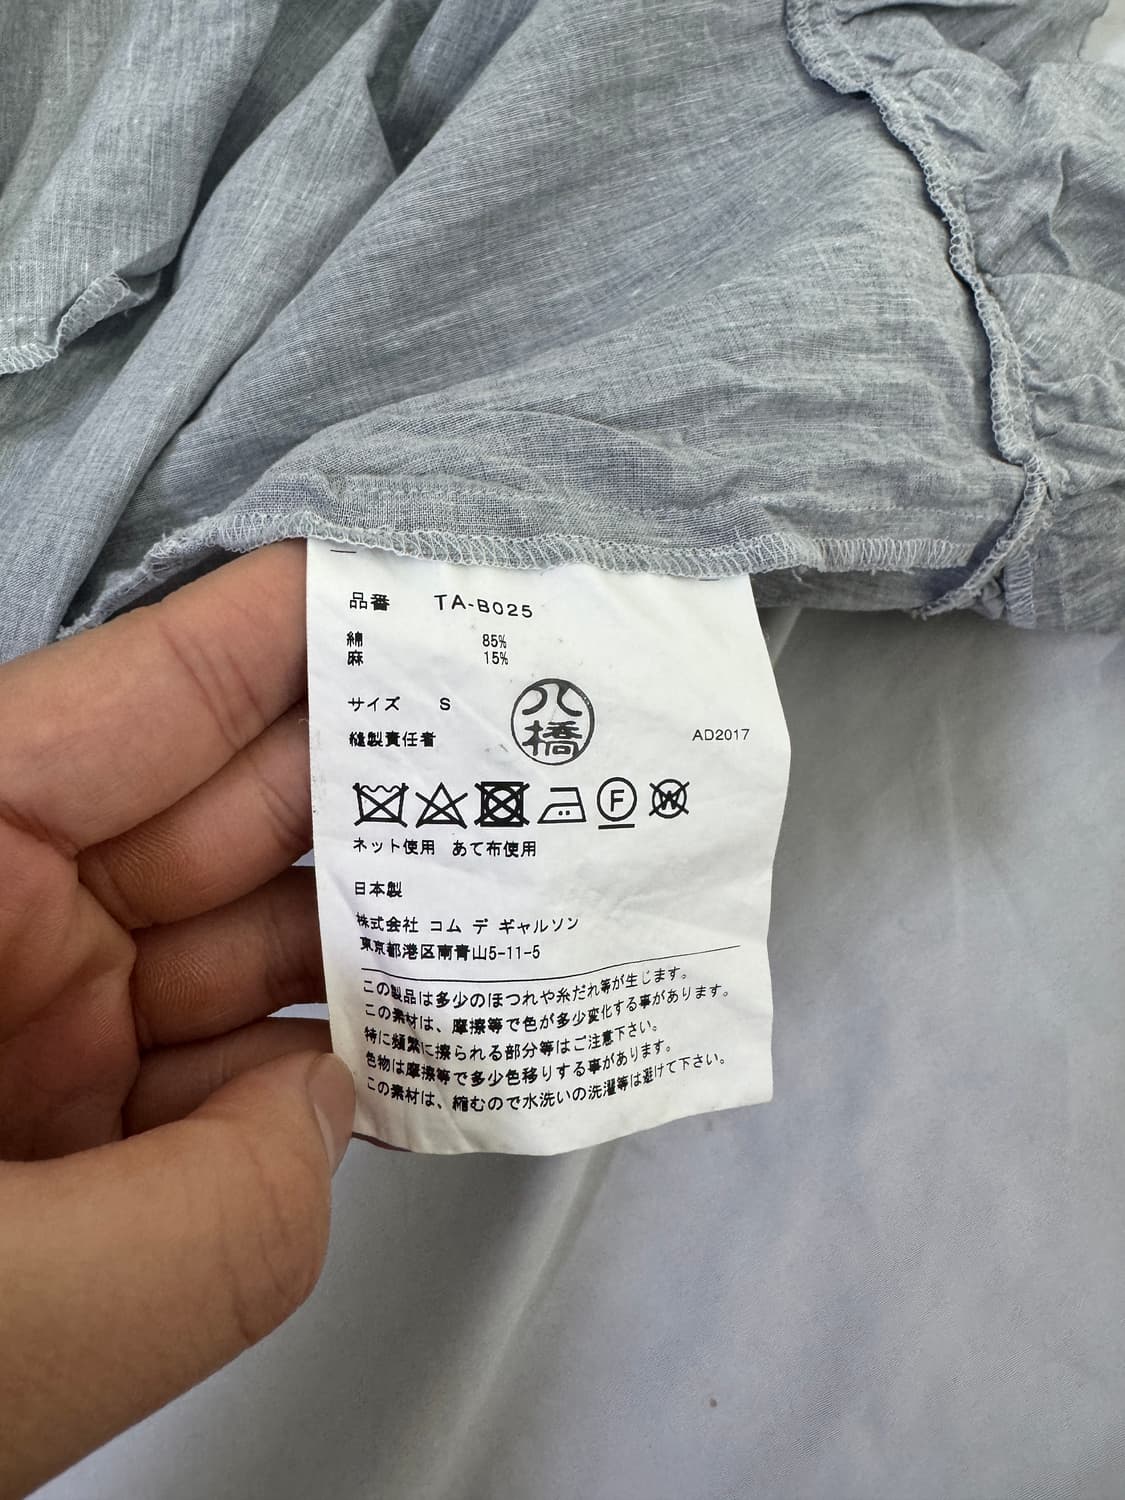 品番 TA-B025
綿 85%
麻 15%
サイズ S
縫製責任者 八橋 AD2017
F W
ネット使用 あて布使用
日本製
株式会社 コム デ ギャルソン
東京都港区南青山5-11-5
この製品は多少のほつれや糸だれ等が生じます。
この素材は、摩擦等で色が多少変化する事があります。
特に頻繁に擦られる部分等はご注意下さい。
色物は摩擦等で多少色移りする事があります。
この素材は、縮むので水洗いの洗濯等は避けて下さい。